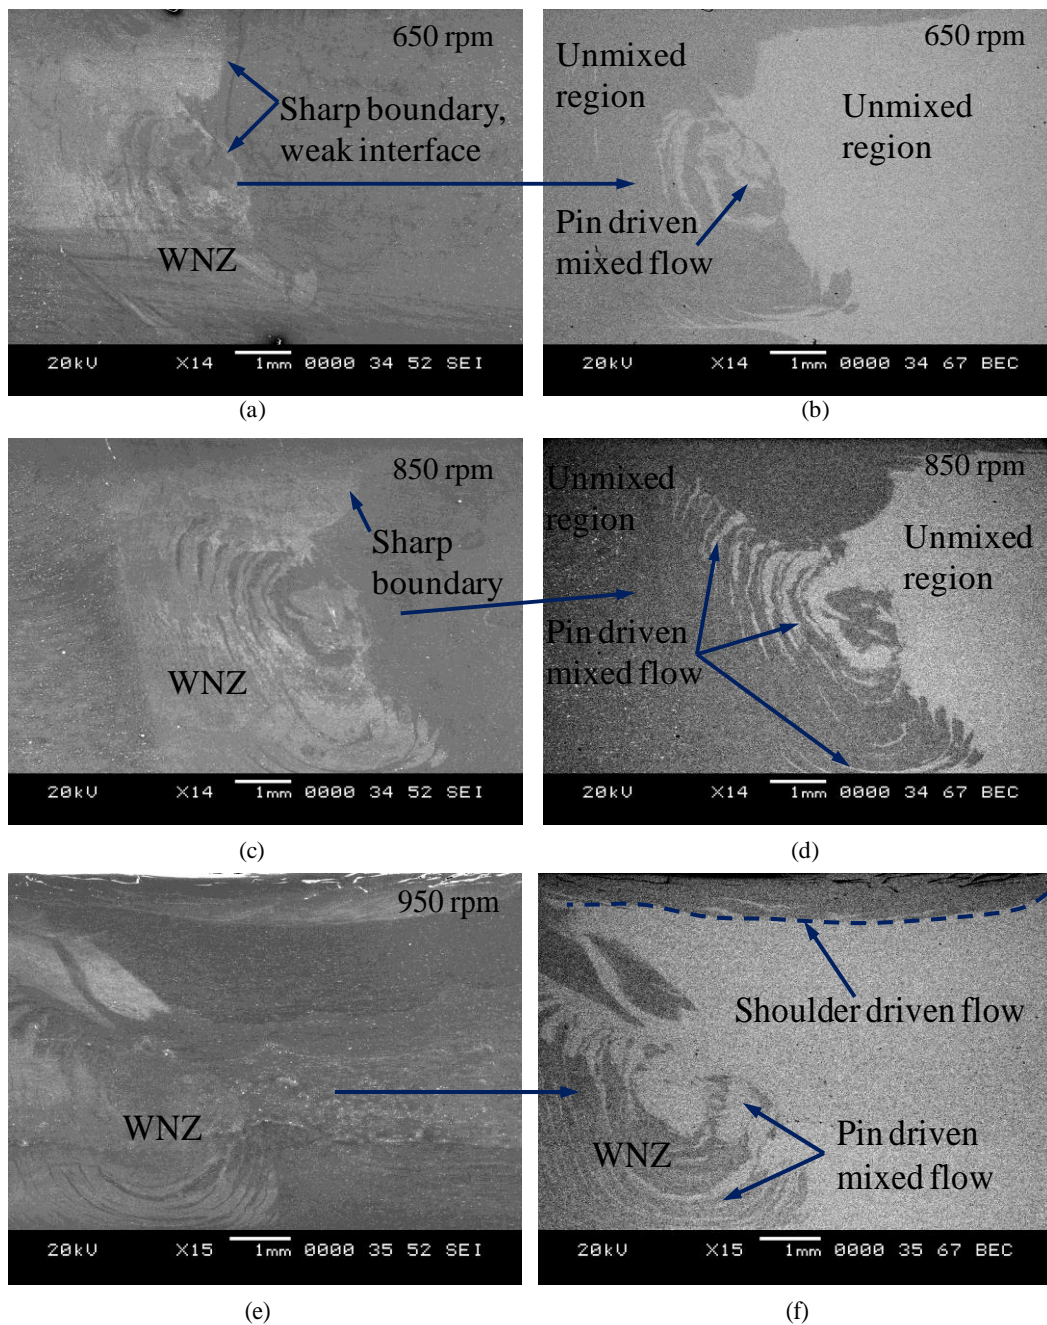 650 rpm
Sharp boundary,
weak interface
WNZ
20kV X14 1mm 0000 34 52 SEI
(a)
650 rpm
Unmixed
region
Unmixed
region
Pin driven
mixed flow
20kV X14 1mm 0000 34 67 BEC
(b)
850 rpm
Sharp
boundary
WNZ
20kV X14 1mm 0000 34 52 SEI
(c)
850 rpm
Unmixed
region
Unmixed
region
Pin driven
mixed flow
20kV X14 1mm 0000 34 67 BEC
(d)
950 rpm
WNZ
20kV X15 1mm 0000 35 52 SEI
(e)
Shoulder driven flow
WNZ
Pin driven
mixed flow
20kV X15 1mm 0000 35 67 BEC
(f)